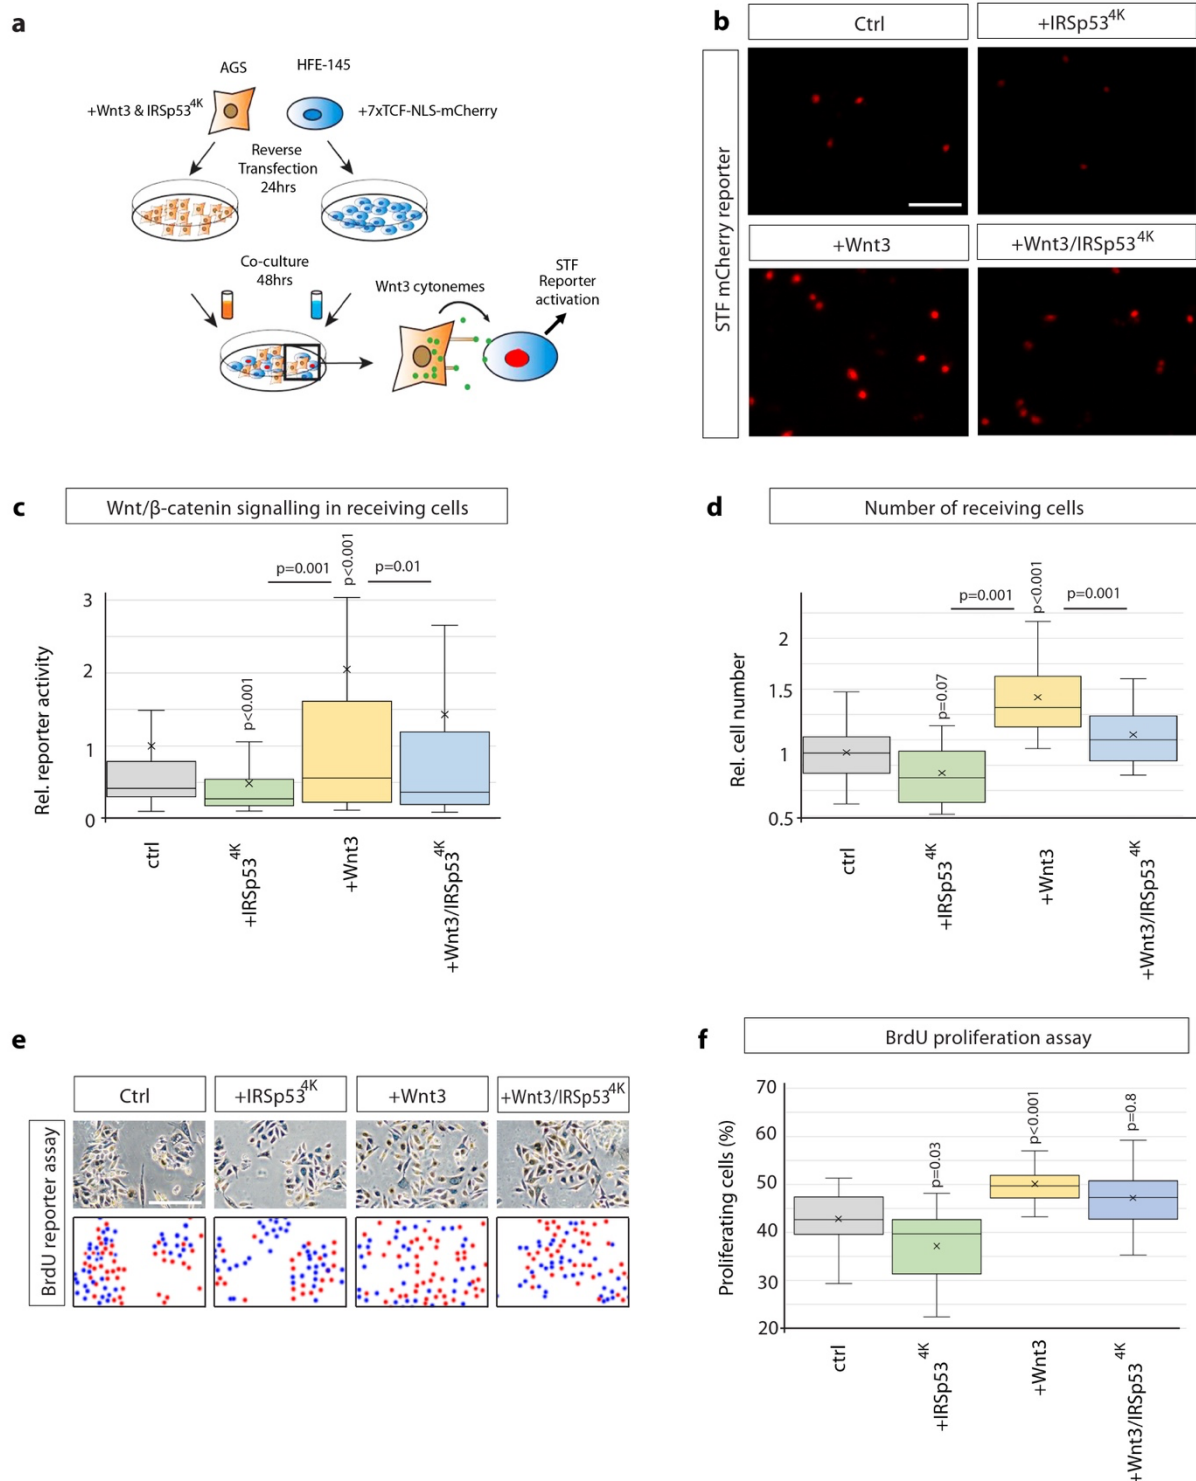 a
AGS
HFE-145
+Wnt3 & IRSp53^4K
+7xTCF-NLS-mCherry
Reverse
Transfection
24hrs
Co-culture
48hrs
Wnt3 cytonemes
STF
Reporter
activation
b
Ctrl
+IRSp53^4K
STF mCherry reporter
+Wnt3
+Wnt3/IRSp53^4K
c
Wnt/β-catenin signalling in receiving cells
p=0.001
p<0.001
p=0.01
p<0.001
Rel. reporter activity
3
2
1
0
ctrl
+IRSp53^4K
+Wnt3
+Wnt3/IRSp53^4K
d
Number of receiving cells
p=0.001
p<0.001
p=0.001
p=0.07
Rel. cell number
2
1.5
1
0.5
ctrl
+IRSp53^4K
+Wnt3
+Wnt3/IRSp53^4K
e
Ctrl
+IRSp53^4K
+Wnt3
+Wnt3/IRSp53^4K
BrdU reporter assay
f
BrdU proliferation assay
Proliferating cells (%)
70
60
50
40
30
20
p=0.03
p<0.001
p=0.8
ctrl
+IRSp53^4K
+Wnt3
+Wnt3/IRSp53^4K